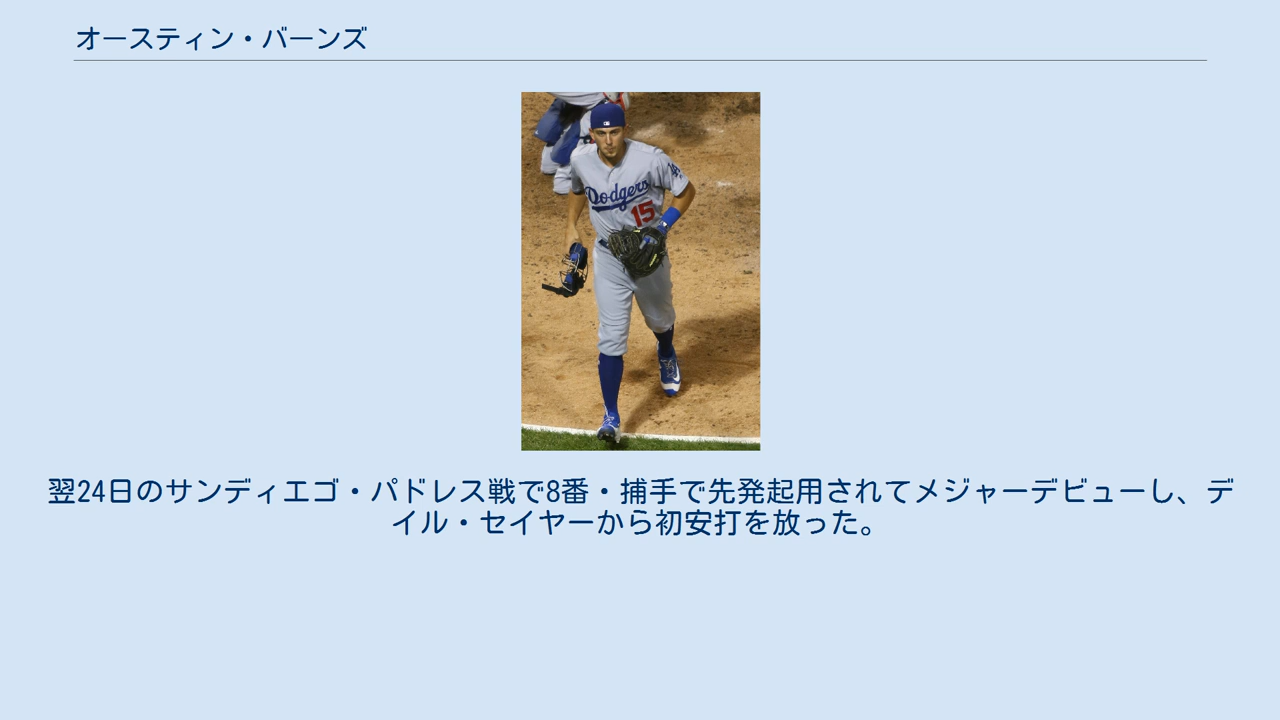 オースティン・バーンズ
Dodgers
15
翌24日のサンディエゴ・パドレス戦で8番・捕手で先発起用されてメジャーデビューし、デ
イル・セイヤーから初安打を放った。